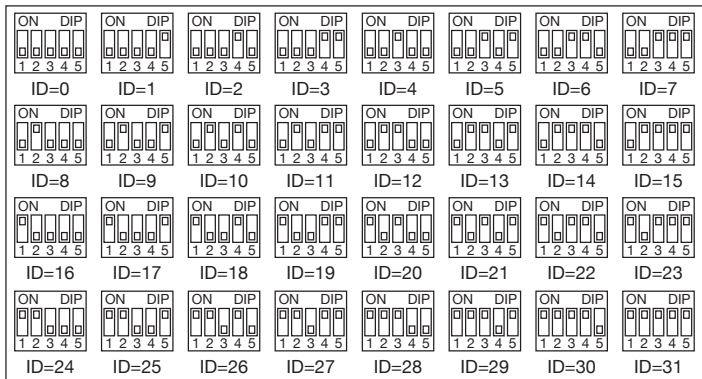 ON DIP ON DIP ON DIP ON DIP ON DIP ON DIP ON DIP ON DIP
1 2 3 4 5 1 2 3 4 5 1 2 3 4 5 1 2 3 4 5 1 2 3 4 5 1 2 3 4 5 1 2 3 4 5 1 2 3 4 5
ID=0 ID=1 ID=2 ID=3 ID=4 ID=5 ID=6 ID=7
ON DIP ON DIP ON DIP ON DIP ON DIP ON DIP ON DIP ON DIP
1 2 3 4 5 1 2 3 4 5 1 2 3 4 5 1 2 3 4 5 1 2 3 4 5 1 2 3 4 5 1 2 3 4 5 1 2 3 4 5
ID=8 ID=9 ID=10 ID=11 ID=12 ID=13 ID=14 ID=15
ON DIP ON DIP ON DIP ON DIP ON DIP ON DIP ON DIP ON DIP
1 2 3 4 5 1 2 3 4 5 1 2 3 4 5 1 2 3 4 5 1 2 3 4 5 1 2 3 4 5 1 2 3 4 5 1 2 3 4 5
ID=16 ID=17 ID=18 ID=19 ID=20 ID=21 ID=22 ID=23
ON DIP ON DIP ON DIP ON DIP ON DIP ON DIP ON DIP ON DIP
1 2 3 4 5 1 2 3 4 5 1 2 3 4 5 1 2 3 4 5 1 2 3 4 5 1 2 3 4 5 1 2 3 4 5 1 2 3 4 5
ID=24 ID=25 ID=26 ID=27 ID=28 ID=29 ID=30 ID=31